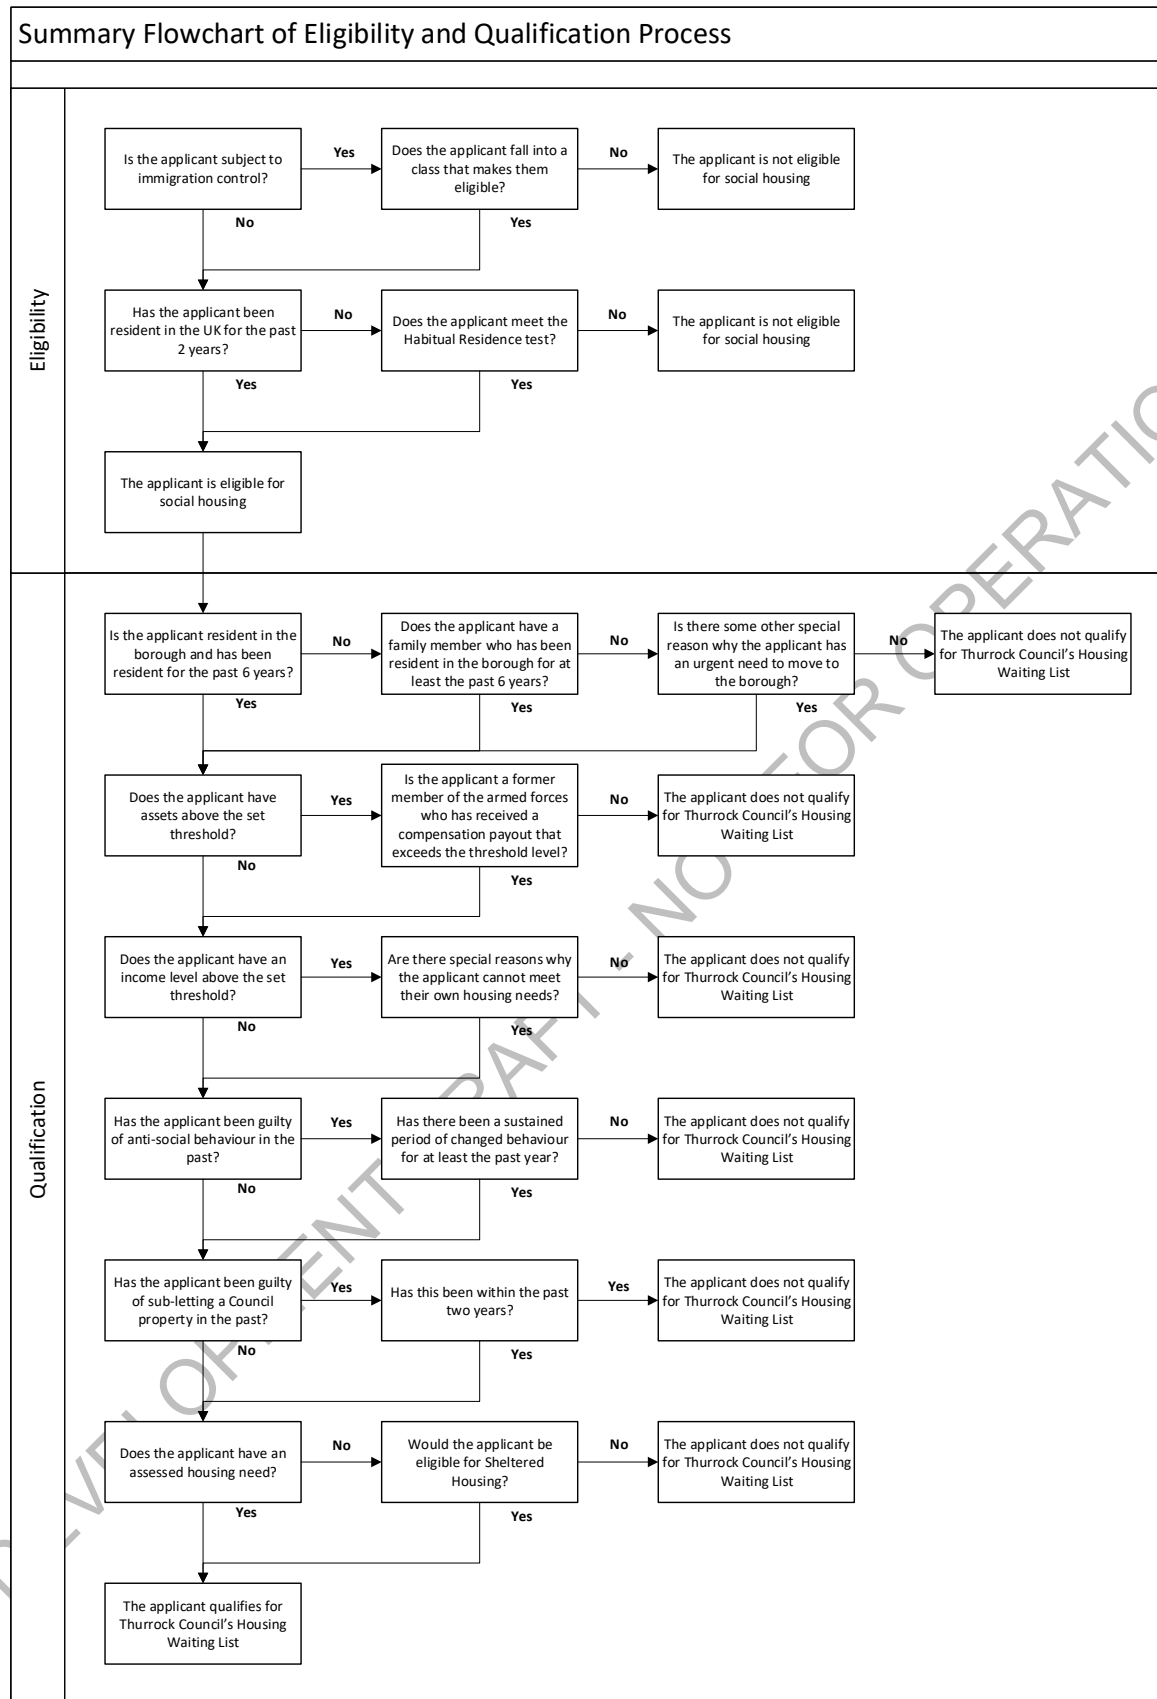 Summary Flowchart of Eligibility and Qualification Process
Eligibility
Is the applicant subject to
immigration control?
Yes
Does the applicant fall into a
class that makes them
eligible?
No
The applicant is not eligible
for social housing
No
Yes
Has the applicant been
resident in the UK for the past
2 years?
No
Does the applicant meet the
Habitual Residence test?
No
The applicant is not eligible
for social housing
Yes
Yes
The applicant is eligible for
social housing
Qualification
Is the applicant resident in the
borough and has been
resident for the past 6 years?
No
Does the applicant have a
family member who has been
resident in the borough for at
least the past 6 years?
No
Is there some other special
reason why the applicant has
an urgent need to move to
the borough?
No
The applicant does not qualify
for Thurrock Council's Housing
Waiting List
Yes
Yes
Yes
Does the applicant have
assets above the set
threshold?
Yes
Is the applicant a former
member of the armed forces
who has received a
compensation payout that
exceeds the threshold level?
No
The applicant does not qualify
for Thurrock Council's Housing
Waiting List
No
Yes
Does the applicant have an
income level above the set
threshold?
Yes
Are there special reasons why
the applicant cannot meet
their own housing needs?
No
The applicant does not qualify
for Thurrock Council's Housing
Waiting List
No
Yes
Has the applicant been guilty
of anti-social behaviour in the
past?
Yes
Has there been a sustained
period of changed behaviour
for at least the past year?
No
The applicant does not qualify
for Thurrock Council's Housing
Waiting List
No
Yes
Has the applicant been guilty
of sub-letting a Council
property in the past?
Yes
Has this been within the past
two years?
Yes
The applicant does not qualify
for Thurrock Council's Housing
Waiting List
No
Yes
Does the applicant have an
assessed housing need?
No
Would the applicant be
eligible for Sheltered
Housing?
No
The applicant does not qualify
for Thurrock Council's Housing
Waiting List
Yes
Yes
The applicant qualifies for
Thurrock Council's Housing
Waiting List